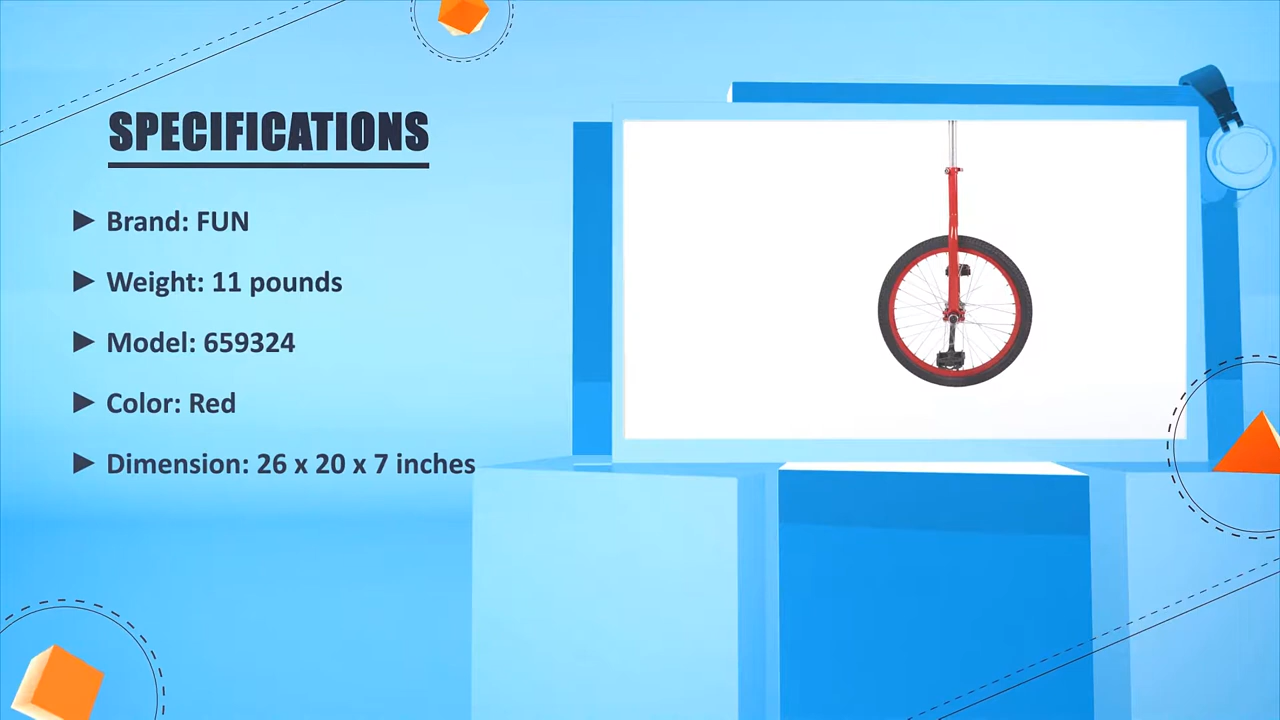 SPECIFICATIONS
Brand: FUN
Weight: 11 pounds
Model: 659324
Color: Red
Dimension: 26 x 20 x 7 inches